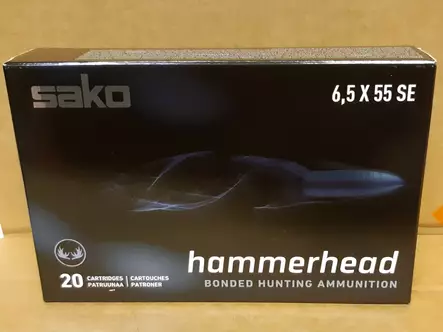 sako
6,5 X 55 SE
20 CARTRIDGES | CARTOUCHES
PATRUUNAA | PATRONER
hammerhead
BONDED HUNTING AMMUNITION